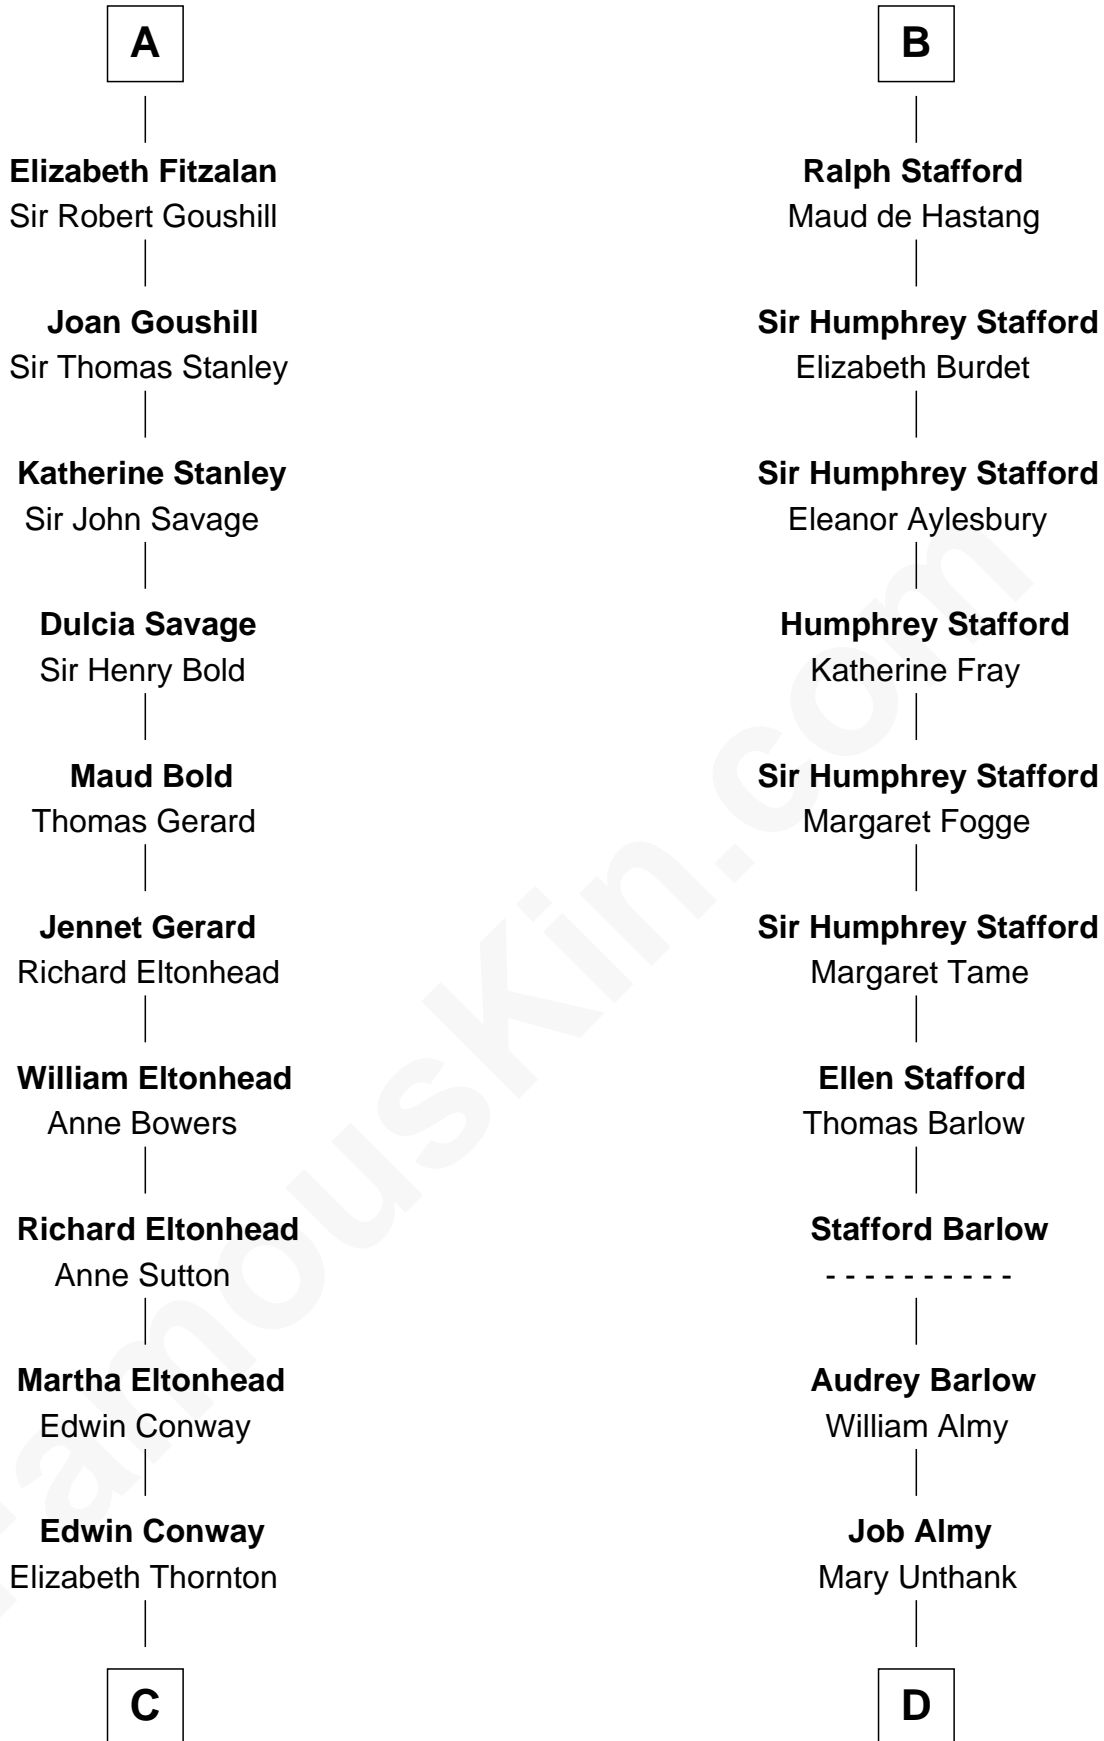 A
Elizabeth Fitzalan
Sir Robert Goushill
Joan Goushill
Sir Thomas Stanley
Katherine Stanley
Sir John Savage
Dulcia Savage
Sir Henry Bold
Maud Bold
Thomas Gerard
Jennet Gerard
Richard Eltonhead
William Eltonhead
Anne Bowers
Richard Eltonhead
Anne Sutton
Martha Eltonhead
Edwin Conway
Edwin Conway
Elizabeth Thornton
C
B
Ralph Stafford
Maud de Hastang
Sir Humphrey Stafford
Elizabeth Burdet
Sir Humphrey Stafford
Eleanor Aylesbury
Humphrey Stafford
Katherine Fray
Sir Humphrey Stafford
Margaret Fogge
Sir Humphrey Stafford
Margaret Tame
Ellen Stafford
Thomas Barlow
Stafford Barlow
- - - - - - - - - -
Audrey Barlow
William Almy
Job Almy
Mary Unthank
D
FamousKin.com